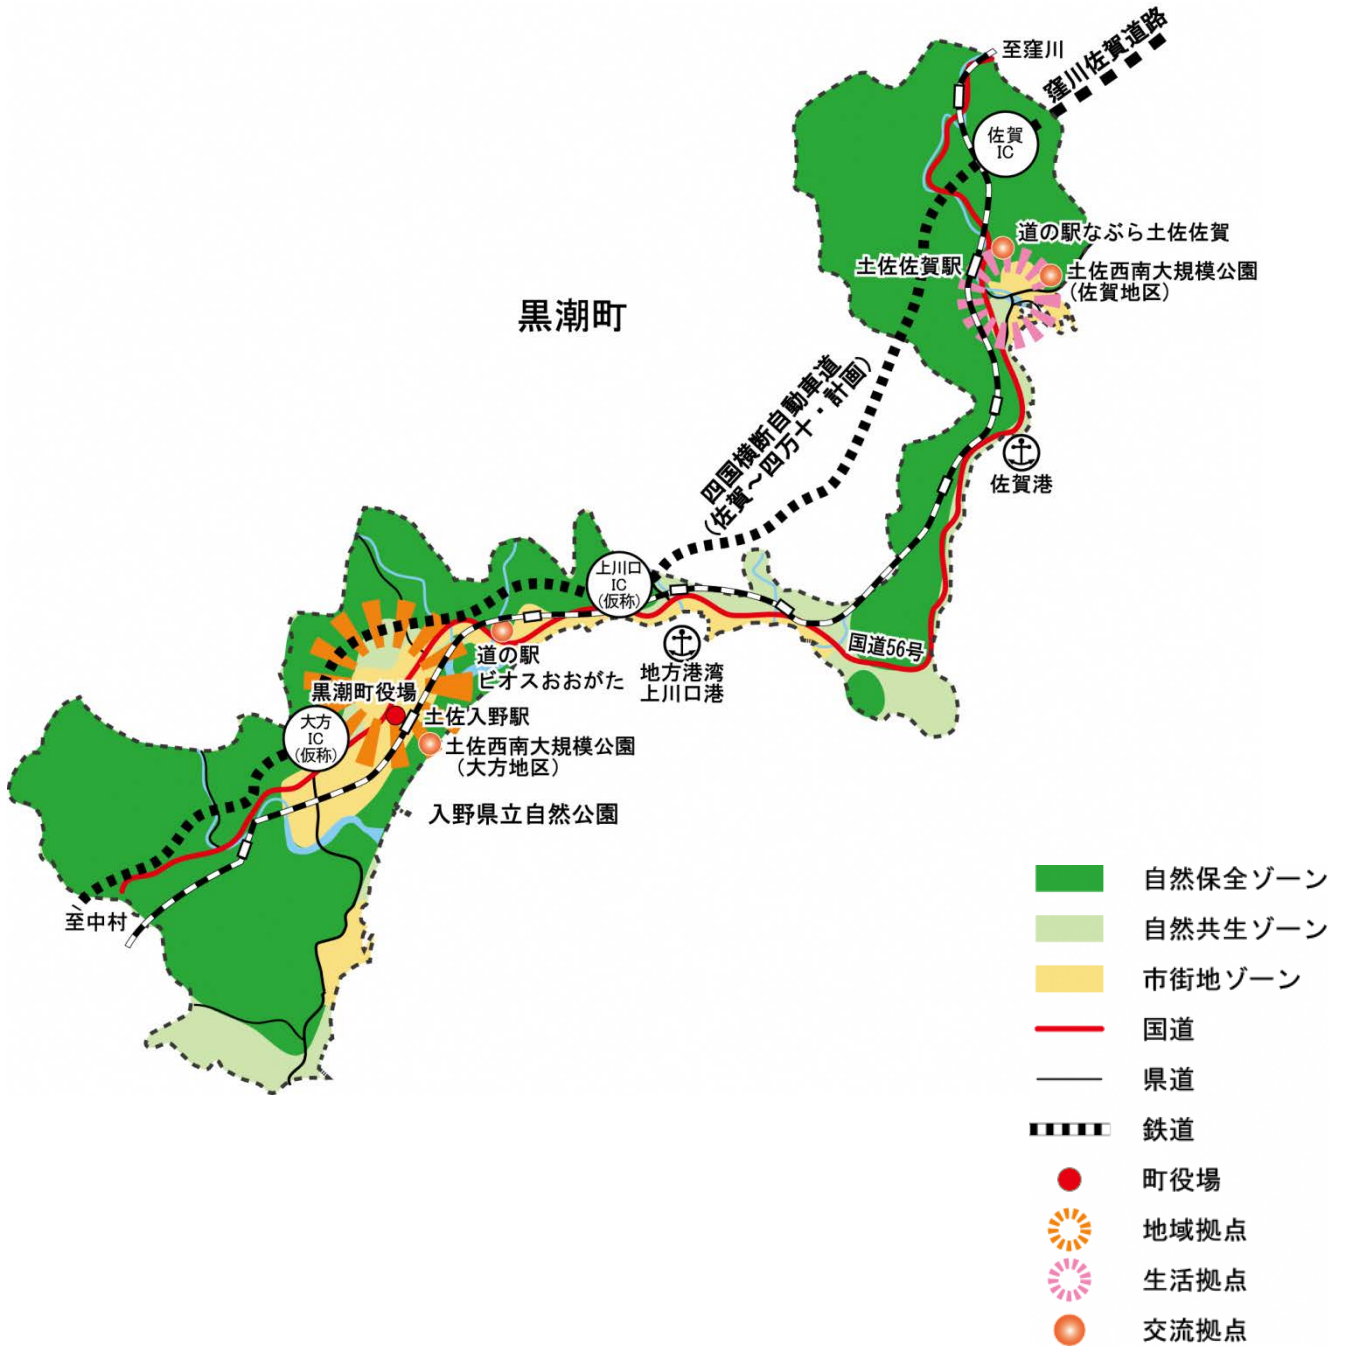 至窪川
窪川佐賀道路
佐賀
IC
道の駅なぶら土佐佐賀
土佐佐賀駅
土佐西南大規模公園
(佐賀地区)
黒潮町
四国横断自動車道
(佐賀~四万十・計画)
佐賀港
上川口
IC
(仮称)
国道56号
地方港湾
上川口港
道の駅
ビオスおおがた
黒潮町役場
土佐入野駅
大方
IC
(仮称)
土佐西南大規模公園
(大方地区)
入野県立自然公園
至中村
自然保全ゾーン
自然共生ゾーン
市街地ゾーン
国道
県道
鉄道
町役場
地域拠点
生活拠点
交流拠点